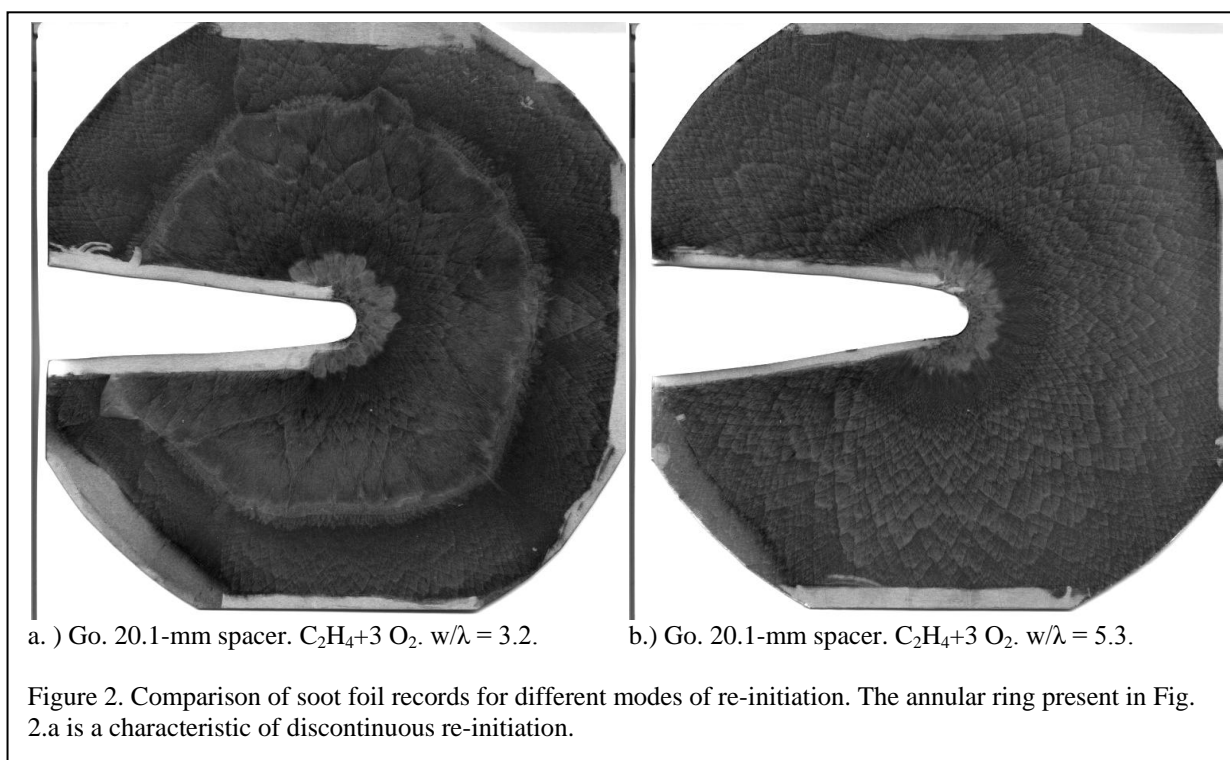 a. ) Go. 20.1-mm spacer. C₂H₄+3 O₂. w/λ = 3.2.
b.) Go. 20.1-mm spacer. C₂H₄+3 O₂. w/λ = 5.3.
Figure 2. Comparison of soot foil records for different modes of re-initiation. The annular ring present in Fig.
2.a is a characteristic of discontinuous re-initiation.